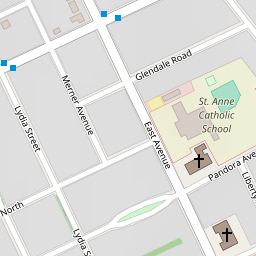 Glendale Road
St. Anne
Catholic
School
Merner Avenue
Lydia Street
East Avenue
Pandora Ave
Liberty
North
Lydia S